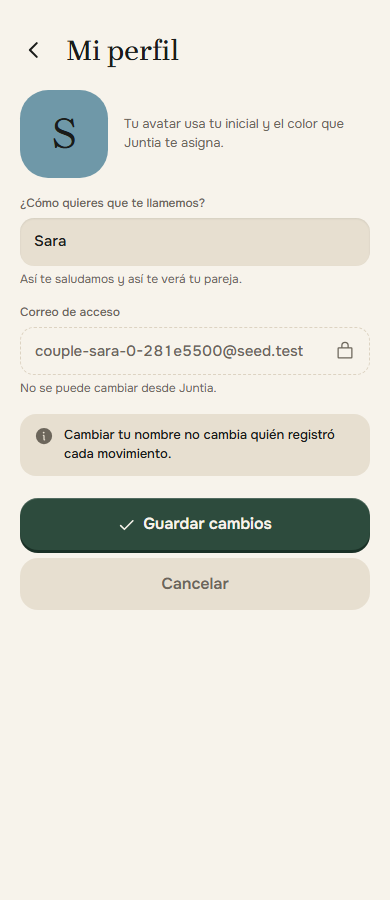 Mi perfil
S
Tu avatar usa tu inicial y el color que
Juntia te asigna.
¿Cómo quieres que te llamemos?
Sara
Así te saludamos y así te verá tu pareja.
Correo de acceso
couple-sara-0-281e5500@seed.test
No se puede cambiar desde Juntia.
Cambiar tu nombre no cambia quién registró
cada movimiento.
Guardar cambios
Cancelar